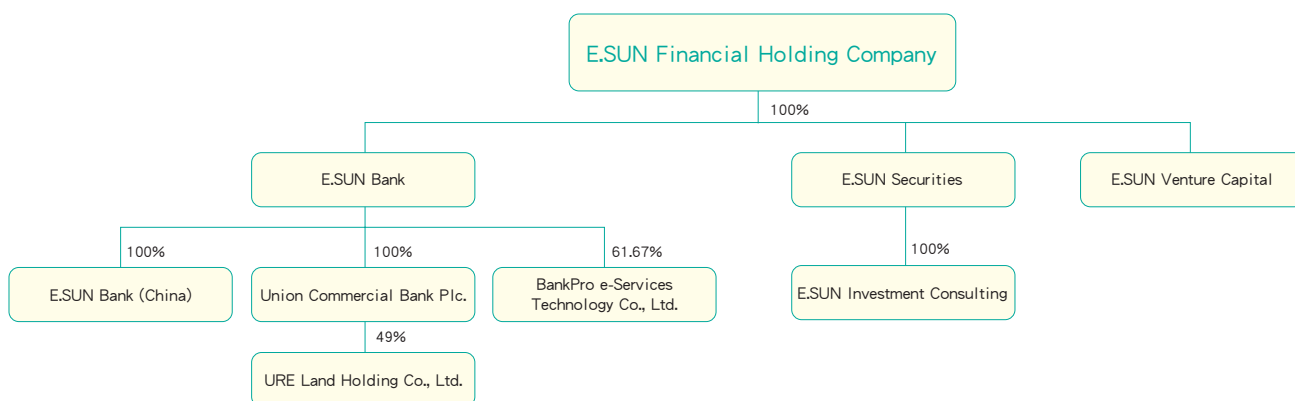 E.SUN Financial Holding Company
100%
E.SUN Bank
E.SUN Securities
E.SUN Venture Capital
100%
100%
61.67%
100%
E.SUN Bank (China)
Union Commercial Bank Plc.
BankPro e-Services
Technology Co., Ltd.
E.SUN Investment Consulting
49%
URE Land Holding Co., Ltd.